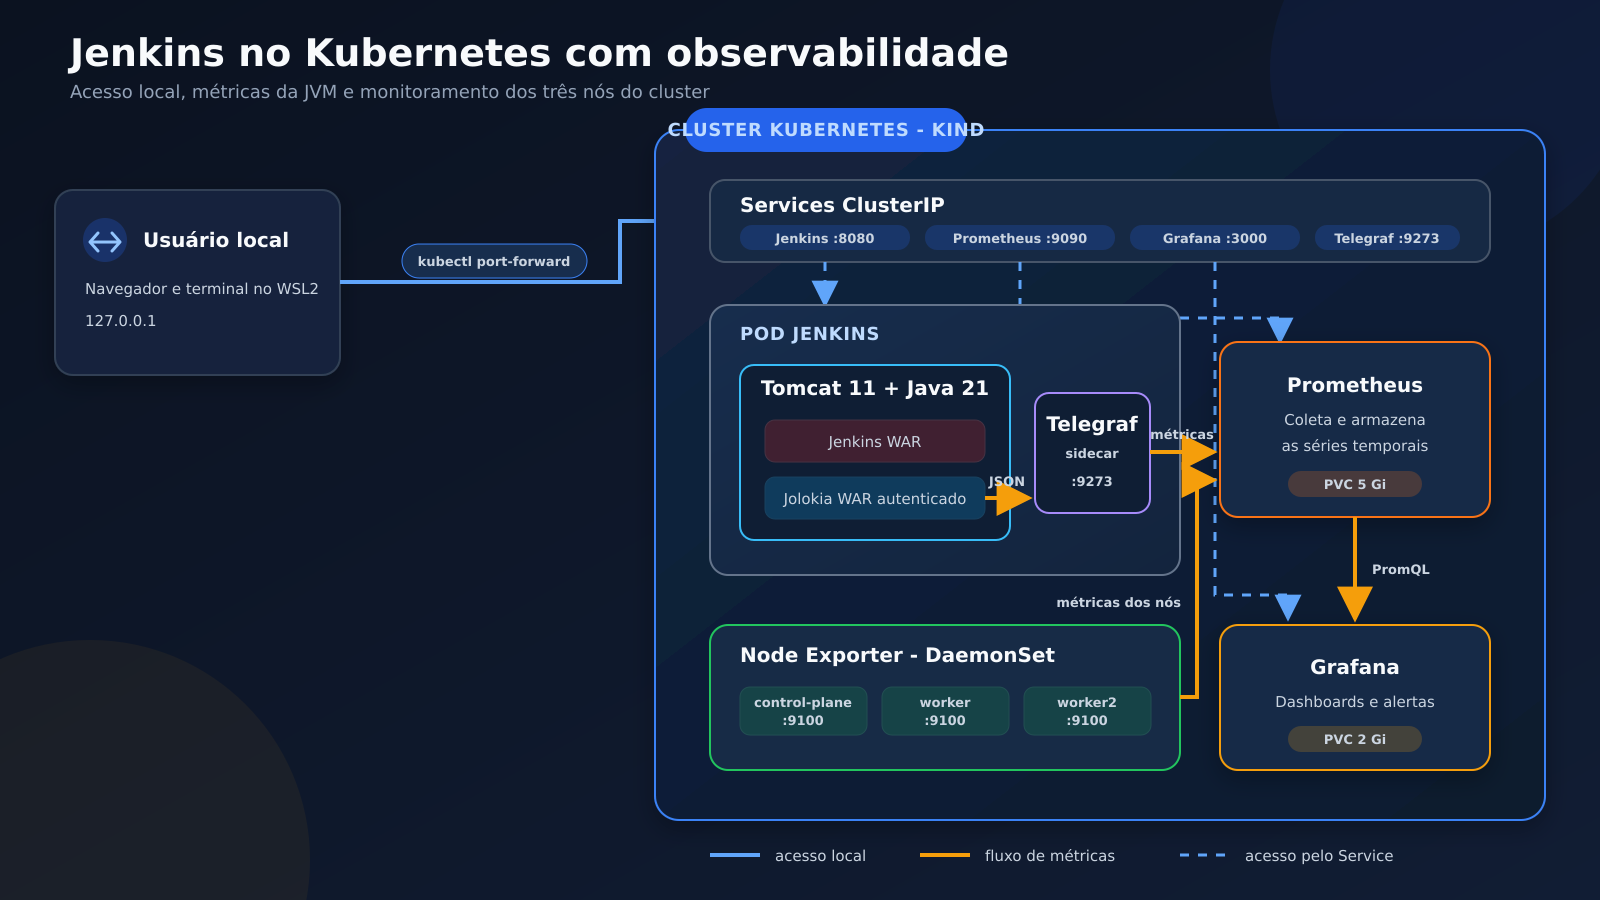 Jenkins no Kubernetes com observabilidade
Acesso local, métricas da JVM e monitoramento dos três nós do cluster
CLUSTER KUBERNETES - KIND
Usuário local
Navegador e terminal no WSL2
127.0.0.1
kubectl port-forward
Services ClusterIP
Jenkins :8080
Prometheus :9090
Grafana :3000
Telegraf :9273
POD JENKINS
Tomcat 11 + Java 21
Jenkins WAR
Jolokia WAR autenticado
JSON
Telegraf
sidecar
:9273
métricas
Prometheus
Coleta e armazena
as séries temporais
PVC 5 Gi
PromQL
métricas dos nós
Node Exporter - DaemonSet
control-plane
:9100
worker
:9100
worker2
:9100
Grafana
Dashboards e alertas
PVC 2 Gi
acesso local
fluxo de métricas
acesso pelo Service